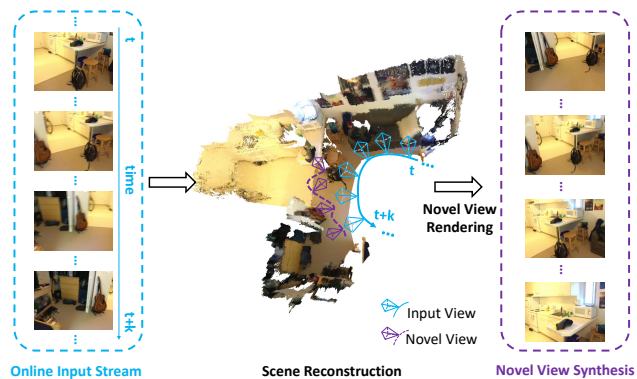 t
time
t+k
Online Input Stream
t
t+k
Input View
Novel View
Scene Reconstruction
Novel View
Rendering
Novel View Synthesis